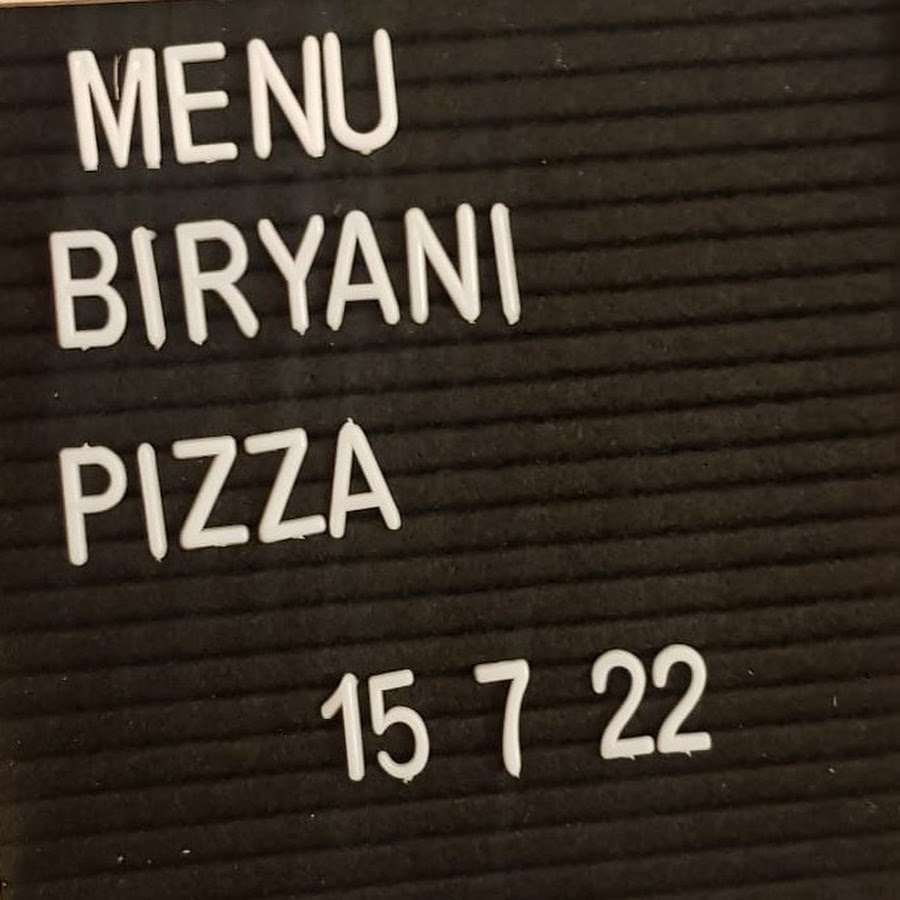 MENU
BIRYANI
PIZZA
15 7 22